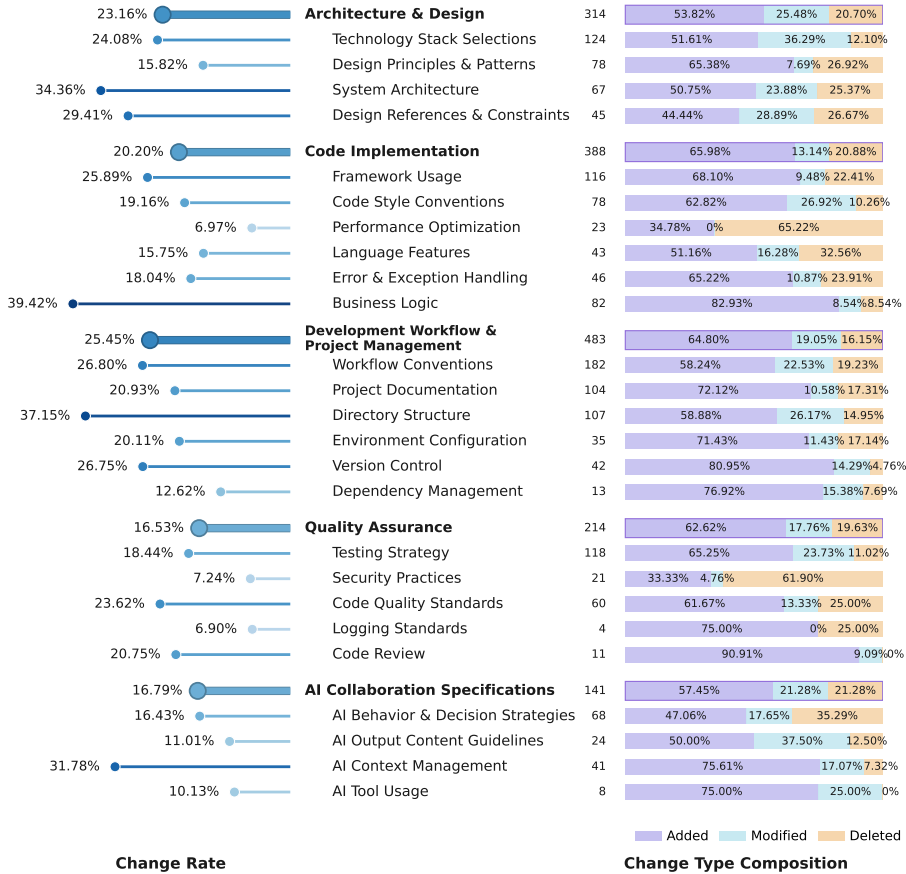 23.16% Architecture & Design 314 53.82% 25.48% 20.70%
24.08% Technology Stack Selections 124 51.61% 36.29% 12.10%
15.82% Design Principles & Patterns 78 65.38% 7.69% 26.92%
34.36% System Architecture 67 50.75% 23.88% 25.37%
29.41% Design References & Constraints 45 44.44% 28.89% 26.67%
20.20% Code Implementation 388 65.98% 13.14% 20.88%
25.89% Framework Usage 116 68.10% 9.48% 22.41%
19.16% Code Style Conventions 78 62.82% 26.92% 10.26%
6.97% Performance Optimization 23 34.78% 0% 65.22%
15.75% Language Features 43 51.16% 16.28% 32.56%
18.04% Error & Exception Handling 46 65.22% 10.87% 23.91%
39.42% Business Logic 82 82.93% 8.54% 8.54%
Development Workflow &
25.45% Project Management 483 64.80% 19.05% 16.15%
26.80% Workflow Conventions 182 58.24% 22.53% 19.23%
20.93% Project Documentation 104 72.12% 10.58% 17.31%
37.15% Directory Structure 107 58.88% 26.17% 14.95%
20.11% Environment Configuration 35 71.43% 11.43% 17.14%
26.75% Version Control 42 80.95% 14.29% 4.76%
12.62% Dependency Management 13 76.92% 15.38% 7.69%
16.53% Quality Assurance 214 62.62% 17.76% 19.63%
18.44% Testing Strategy 118 65.25% 23.73% 11.02%
7.24% Security Practices 21 33.33% 4.76% 61.90%
23.62% Code Quality Standards 60 61.67% 13.33% 25.00%
6.90% Logging Standards 4 75.00% 0% 25.00%
20.75% Code Review 11 90.91% 9.09% 0%
16.79% AI Collaboration Specifications 141 57.45% 21.28% 21.28%
16.43% AI Behavior & Decision Strategies 68 47.06% 17.65% 35.29%
11.01% AI Output Content Guidelines 24 50.00% 37.50% 12.50%
31.78% AI Context Management 41 75.61% 17.07% 7.32%
10.13% AI Tool Usage 8 75.00% 25.00% 0%
Added Modified Deleted
Change Rate Change Type Composition